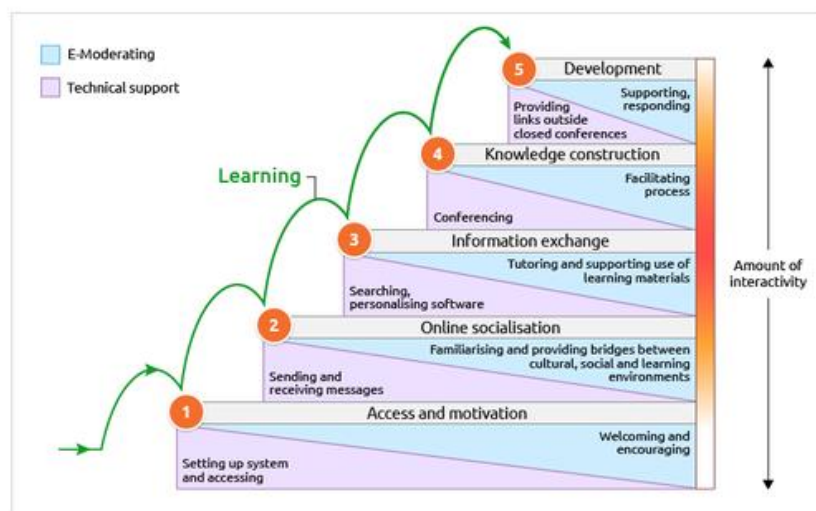 E-Moderating
Technical support
5
Development
Supporting,
responding
Providing
links outside
closed conferences
4
Knowledge construction
Facilitating
process
Conferencing
Learning
3
Information exchange
Tutoring and supporting use of
learning materials
Searching,
personalising software
Amount of
interactivity
2
Online socialisation
Familiarising and providing bridges between
cultural, social and learning
environments
Sending and
receiving messages
1
Access and motivation
Welcoming and
encouraging
Setting up system
and accessing